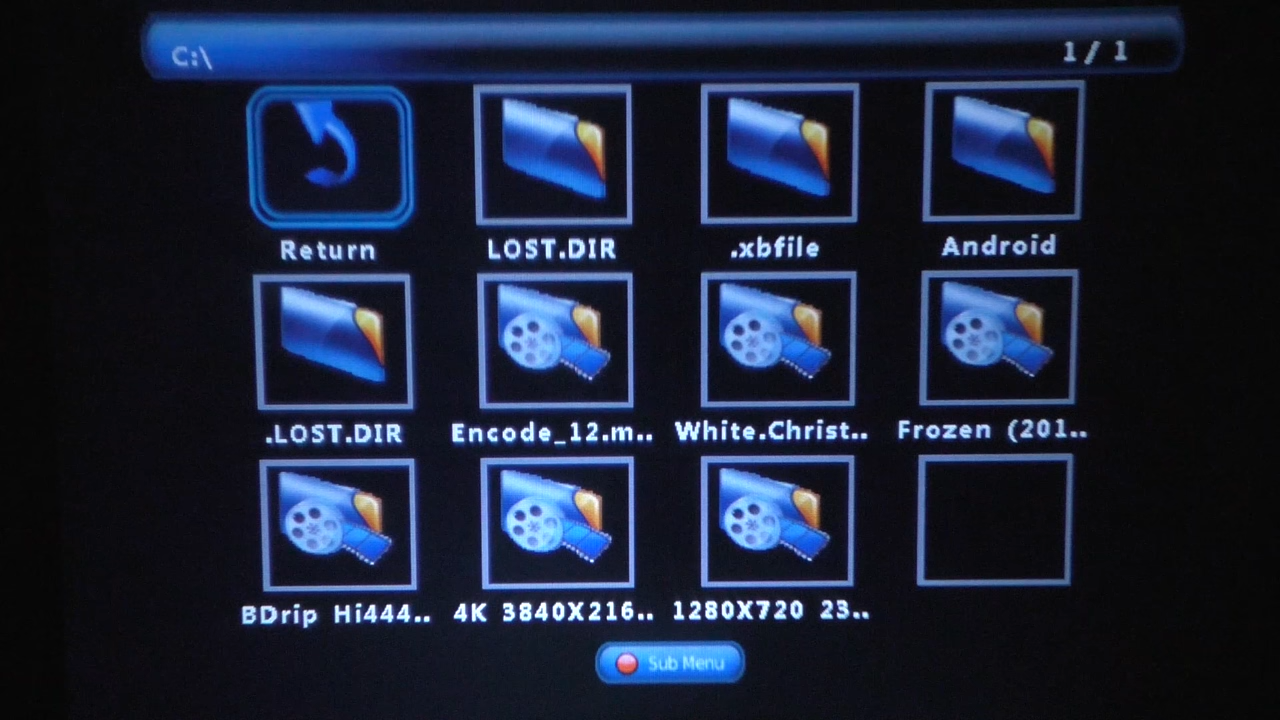 C:\ 1 / 1
Return LOST.DIR .xbfile Android
.LOST.DIR Encode_12.m.. White.Christ.. Frozen (201..
BDrip Hi444.. 4K 3840X216.. 1280X720 23..
Sub Menu